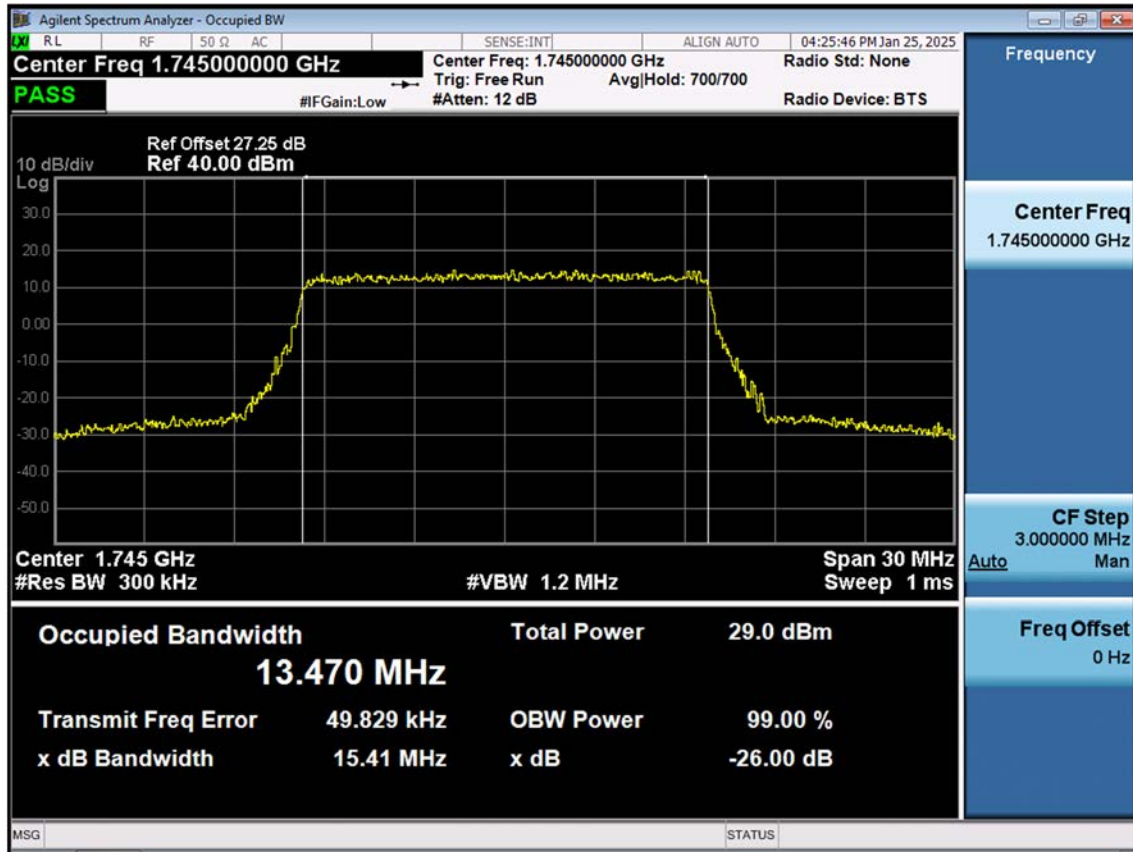 Agilent Spectrum Analyzer - Occupied BW
LXI RL RF 50 Ω AC SENSE:INT ALIGN AUTO 04:25:46 PM Jan 25, 2025
Center Freq 1.745000000 GHz
Center Freq: 1.745000000 GHz
Radio Std: None
Trig: Free Run Avg|Hold: 700/700
PASS
#IFGain:Low
#Atten: 12 dB
Radio Device: BTS
Ref Offset 27.25 dB
10 dB/div Ref 40.00 dBm
Log
30.0
20.0
10.0
0.00
-10.0
-20.0
-30.0
-40.0
-50.0
Center 1.745 GHz Span 30 MHz
#Res BW 300 kHz #VBW 1.2 MHz Sweep 1 ms
Occupied Bandwidth Total Power 29.0 dBm
13.470 MHz
Transmit Freq Error 49.829 kHz OBW Power 99.00 %
x dB Bandwidth 15.41 MHz x dB -26.00 dB
MSG STATUS
Frequency
Center Freq
1.745000000 GHz
CF Step
3.000000 MHz
Auto Man
Freq Offset
0 Hz